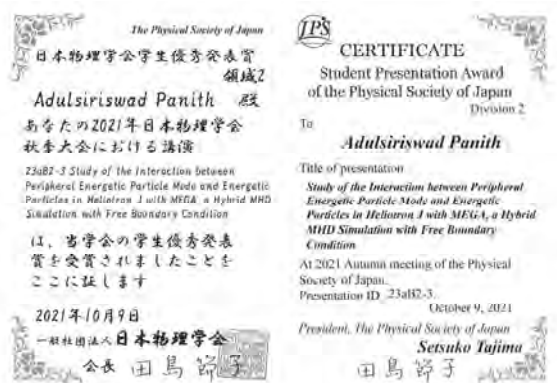 The Physical Society of Japan
日本物理学会学生優秀発表賞
領域2
Adulsiriswad Panith 殿
あなたの2021年日本物理学会
秋季大会における講演
23aB2-3 Study of the Interaction between
Peripheral Energetic Particle Mode and Energetic
Particles in Heliotron J with MEGA, a Hybrid MHD
Simulation with Free Boundary Condition
は、当学会の学生優秀発表
賞を受賞されましたことを
ここに証します
2021年10月9日
一般社団法人日本物理学会
会長 田島節子
JPS
CERTIFICATE
Student Presentation Award
of the Physical Society of Japan
Division 2
To
Adulsiriswad Panith
Title of presentation
Study of the Interaction between Peripheral
Energetic Particle Mode and Energetic
Particles in Heliotron J with MEGA, a Hybrid
MHD Simulation with Free Boundary
Condition
At 2021 Autumn meeting of the Physical
Society of Japan.
Presentation ID 23aB2-3.
October 9, 2021
President, The Physical Society of Japan
Setsuko Tajima
田島節子